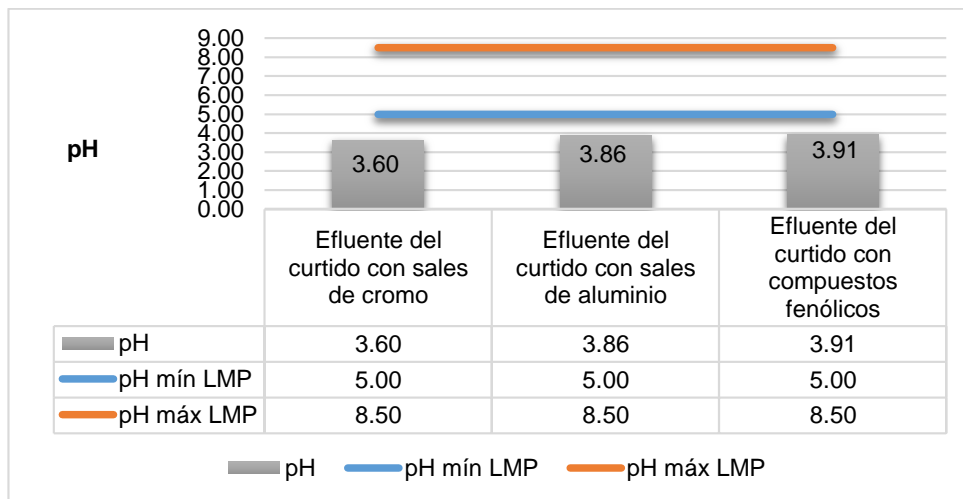 9.00
8.00
7.00
6.00
5.00
4.00
3.00
2.00
1.00
0.00
pH
3.60
3.86
3.91
Efluente del
curtido con sales
de cromo
Efluente del
curtido con sales
de aluminio
Efluente del
curtido con
compuestos
fenólicos
pH 3.60 3.86 3.91
pH mín LMP 5.00 5.00 5.00
pH máx LMP 8.50 8.50 8.50
pH pH mín LMP pH máx LMP